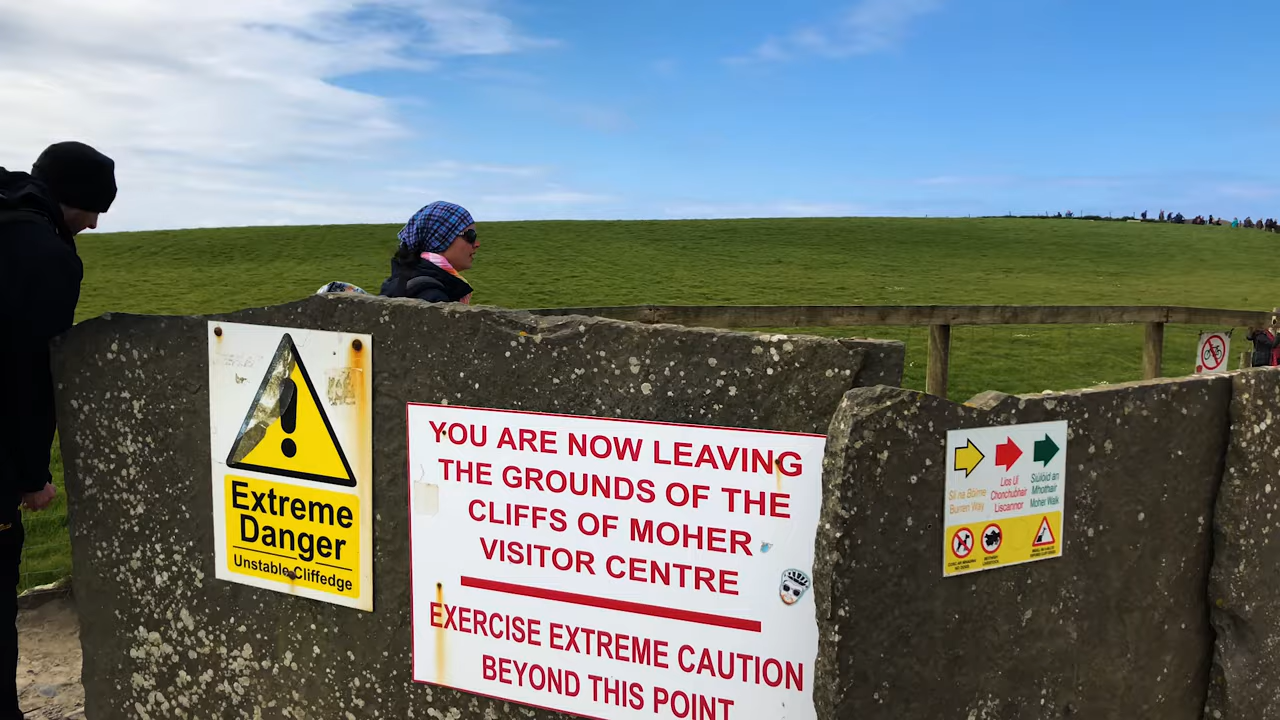 Extreme
Danger
Unstable Cliffedge
YOU ARE NOW LEAVING
THE GROUNDS OF THE
CLIFFS OF MOHER
VISITOR CENTRE
EXERCISE EXTREME CAUTION
BEYOND THIS POINT
Slí na Bóirne
Burren Way
Lios Uí
Chonchubhair
Liscannor
Siúlóid an
Mhothair
Moher Walk